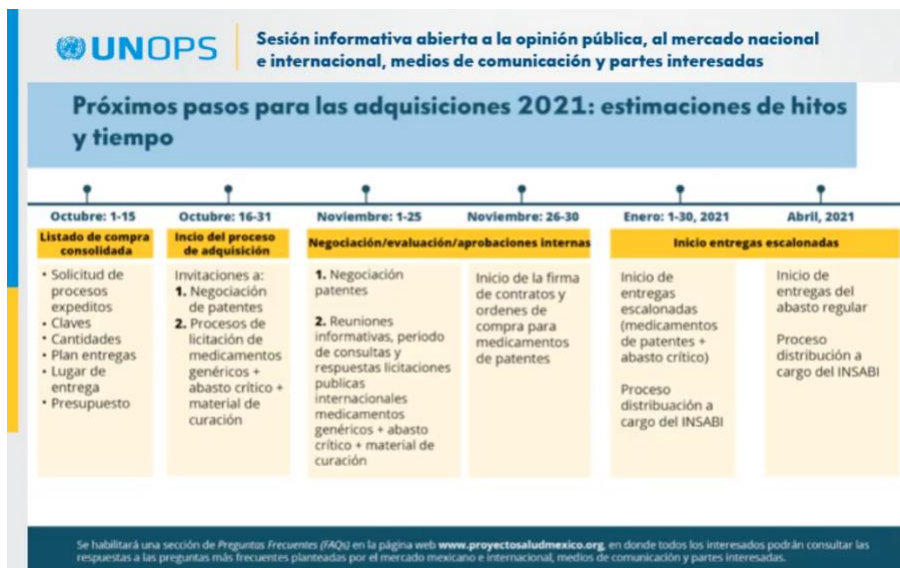 UNOPS
Sesión informativa abierta a la opinión pública, al mercado nacional
e internacional, medios de comunicación y partes interesadas
Próximos pasos para las adquisiciones 2021: estimaciones de hitos
y tiempo
Octubre: 1-15
Listado de compra
consolidada
• Solicitud de
procesos
expeditos
• Claves
• Cantidades
• Plan entregas
• Lugar de
entrega
• Presupuesto
Octubre: 16-31
Incio del proceso
de adquisición
Invitaciones a:
1. Negociación
de patentes
2. Procesos de
licitación de
medicamentos
genéricos +
abasto crítico +
material de
curación
Noviembre: 1-25
Noviembre: 26-30
Negociación/evaluación/aprobaciones internas
1. Negociación
patentes
2. Reuniones
informativas, periodo
de consultas y
respuestas licitaciones
publicas
internacionales
medicamentos
genéricos + abasto
crítico + material de
curación
Inicio de la firma
de contratos y
ordenes de
compra para
medicamentos
de patentes
Enero: 1-30, 2021
Abril, 2021
Inicio entregas escalonadas
Inicio de
entregas
escalonadas
(medicamentos
de patentes +
abasto crítico)
Proceso
distribuación a
cargo del INSABI
Inicio de
entregas del
abasto regular
Proceso
distribución a
cargo del INSABI
Se habilitará una sección de Preguntas Frecuentes (FAQs) en la página web www.proyectosaludmexico.org, en donde todos los interesados podrán consultar las
respuestas a las preguntas más frecuentes planteadas por el mercado mexicano e internacional, medios de comunicación y partes interesadas.